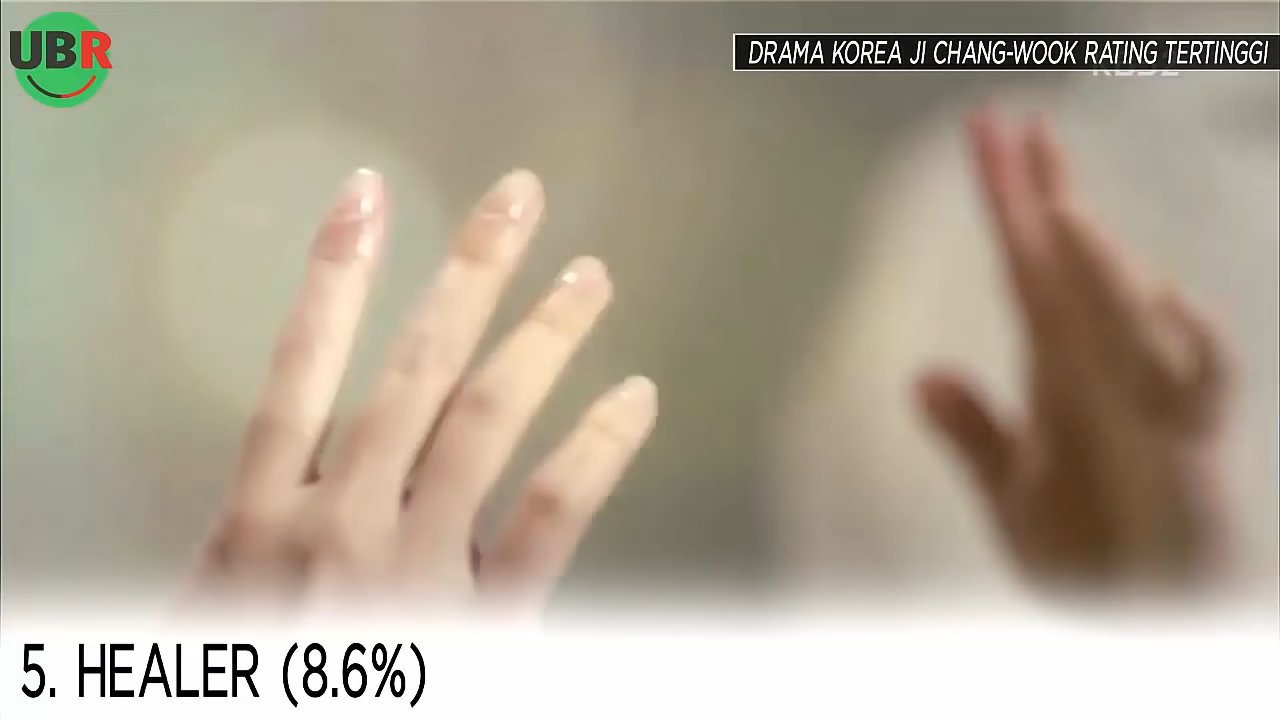 UBR
DRAMA KOREA JI CHANG-WOOK RATING TERTINGGI
5. HEALER (8.6%)